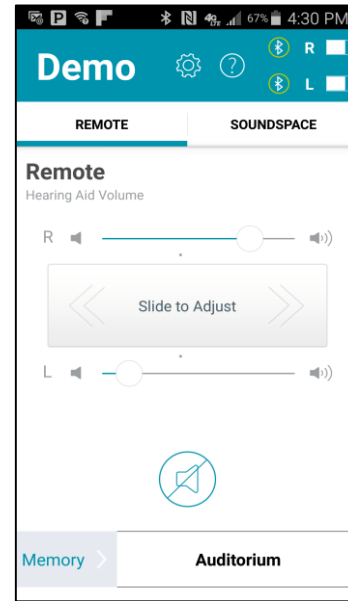 67% 4:30 PM
Demo
R
L
REMOTE SOUNDSPACE
Remote
Hearing Aid Volume
R
Slide to Adjust
L
Memory Auditorium